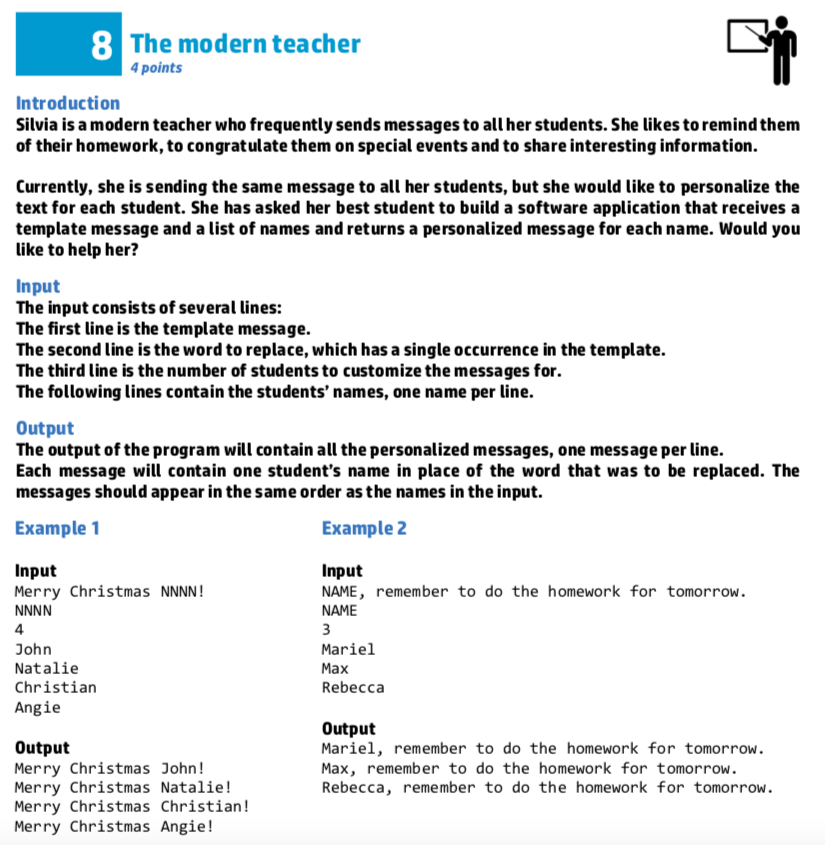 8 The modern teacher
4 points
Introduction
Silvia is a modern teacher who frequently sends messages to all her students. She likes to remind them
of their homework, to congratulate them on special events and to share interesting information.
Currently, she is sending the same message to all her students, but she would like to personalize the
text for each student. She has asked her best student to build a software application that receives a
template message and a list of names and returns a personalized message for each name. Would you
like to help her?
Input
The input consists of several lines:
The first line is the template message.
The second line is the word to replace, which has a single occurrence in the template.
The third line is the number of students to customize the messages for.
The following lines contain the students' names, one name per line.
Output
The output of the program will contain all the personalized messages, one message per line.
Each message will contain one student's name in place of the word that was to be replaced. The
messages should appear in the same order as the names in the input.
Example 1
Input
Merry Christmas NNNN!
NNNN
4
John
Natalie
Christian
Angie
Output
Merry Christmas John!
Merry Christmas Natalie!
Merry Christmas Christian!
Merry Christmas Angie!
Example 2
Input
NAME, remember to do the homework for tomorrow.
NAME
3
Mariel
Max
Rebecca
Output
Mariel, remember to do the homework for tomorrow.
Max, remember to do the homework for tomorrow.
Rebecca, remember to do the homework for tomorrow.